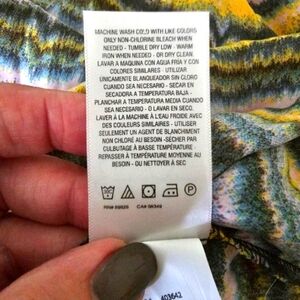 MACHINE WASH COLD WITH LIKE COLORS
ONLY NON-CHLORINE BLEACH WHEN
NEEDED - TUMBLE DRY LOW - WARM
IRON WHEN NEEDED - OR DRY CLEAN.
LAVAR A MAQUINA CON AGUA FRIA Y CON
COLORES SIMILARES - UTILIZAR
ÚNICAMENTE BLANQUEADOR SIN CLORO
CUANDO SEA NECESARIO - SECAR EN
SECADORA A TEMPERATURA BAJA -
PLANCHAR A TEMPERATURA MEDIA CUANDO
SEA NECESARIO - O LAVAR EN SECO.
LAVER À LA MACHINE À L'EAU FROIDE AVEC
DES COULEURS SIMILAIRES - UTILISER
SEULEMENT UN AGENT DE BLANCHIMENT
NON CHLORÉ AU BESOIN -SÉCHER PAR
CULBUTAGE À BASSE TEMPÉRATURE
REPASSER À TEMPÉRATURE MOYENNE AU
BESOIN - OU NETTOYER À SEC
403642